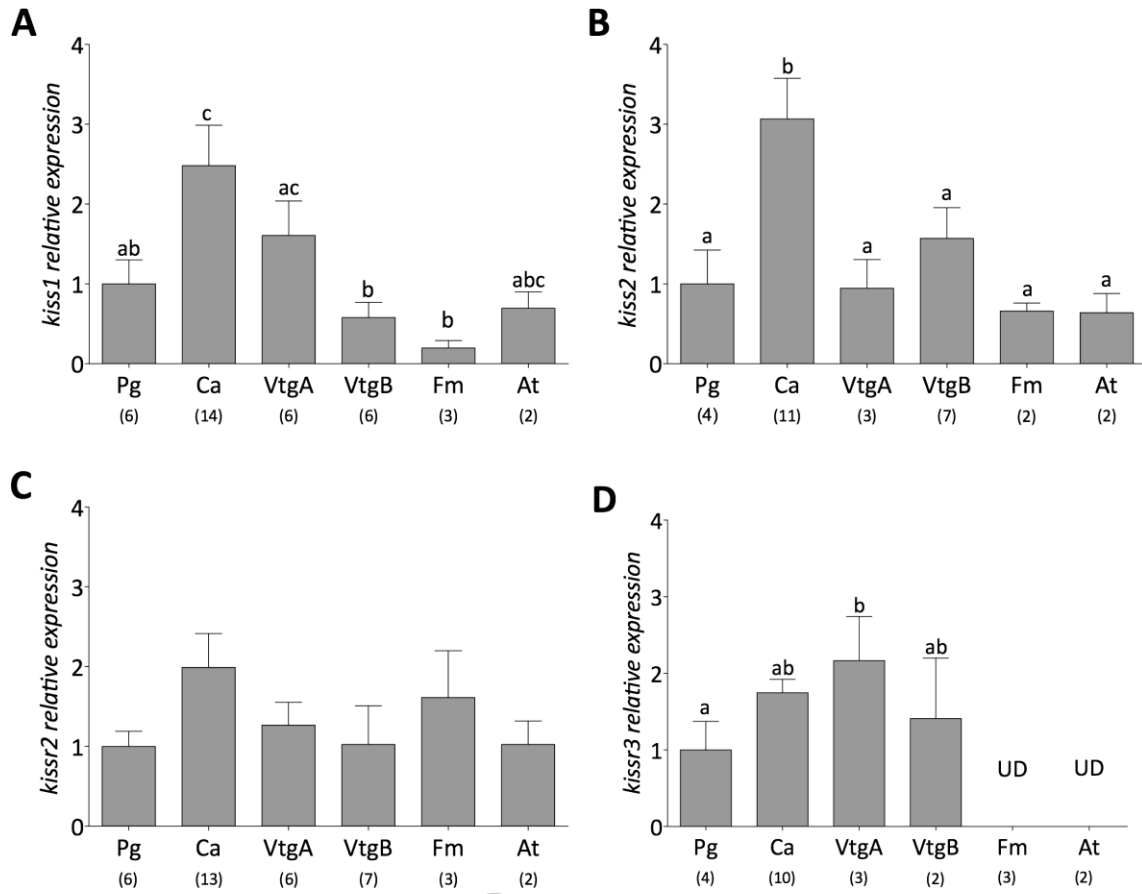 A
kiss1 relative expression
4
3
2
1
0
ab
c
ac
b
b
abc
Pg Ca VtgA VtgB Fm At
(6) (14) (6) (6) (3) (2)
B
kiss2 relative expression
4
3
2
1
0
a
b
a
a
a
a
Pg Ca VtgA VtgB Fm At
(4) (11) (3) (7) (2) (2)
C
kissr2 relative expression
4
3
2
1
0
Pg Ca VtgA VtgB Fm At
(6) (13) (6) (7) (3) (2)
D
kissr3 relative expression
4
3
2
1
0
a
ab
b
ab
UD
UD
Pg Ca VtgA VtgB Fm At
(4) (10) (3) (2) (3) (2)